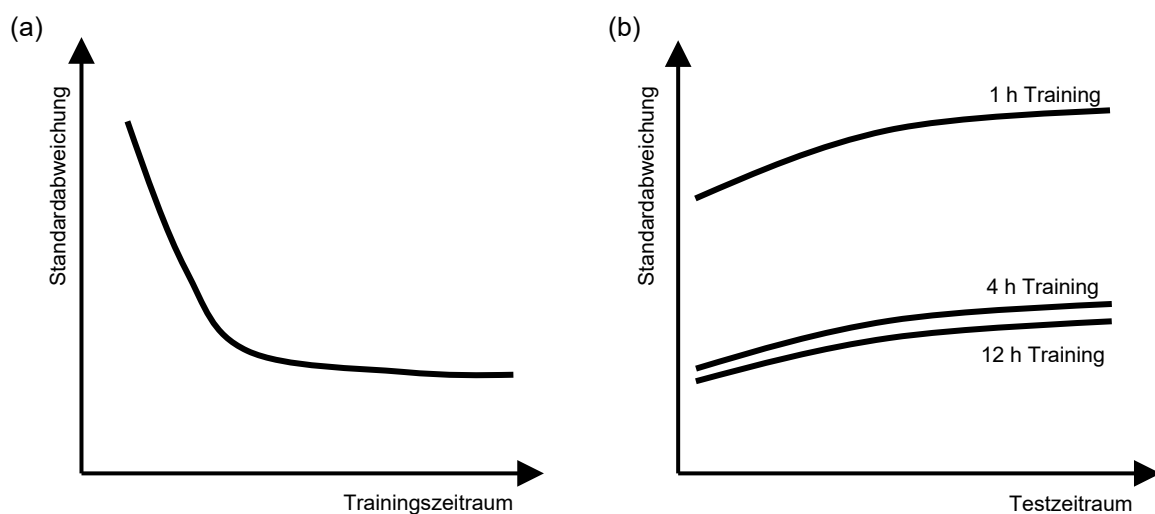 (a)
Standardabweichung
Trainingszeitraum
(b)
Standardabweichung
1 h Training
4 h Training
12 h Training
Testzeitraum